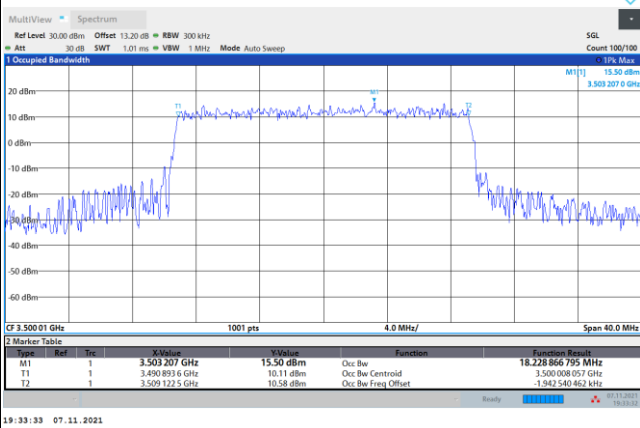 MultiView Spectrum
Ref Level 30.00 dBm Offset 13.20 dB RBW 300 kHz SGL
Att 30 dB SWT 1.01 ms VBW 1 MHz Mode Auto Sweep Count 100/100
1 Occupied Bandwidth 1Pk Max
M1[1] 15.50 dBm
3.503 207 0 GHz
20 dBm
M1
T1 T2
10 dBm
0 dBm
-10 dBm
-20 dBm
-30 dBm
-40 dBm
-50 dBm
-60 dBm
CF 3.500 01 GHz 1001 pts 4.0 MHz/ Span 40.0 MHz
2 Marker Table
Type Ref Trc X-Value Y-Value Function Function Result
M1 1 3.503 207 GHz 15.50 dBm Occ Bw 18.228 866 795 MHz
T1 1 3.490 893 6 GHz 10.11 dBm Occ Bw Centroid 3.500 008 057 GHz
T2 1 3.509 122 5 GHz 10.58 dBm Occ Bw Freq Offset -1.942 540 462 kHz
Ready 07.11.2021
19:33:32
19:33:33 07.11.2021